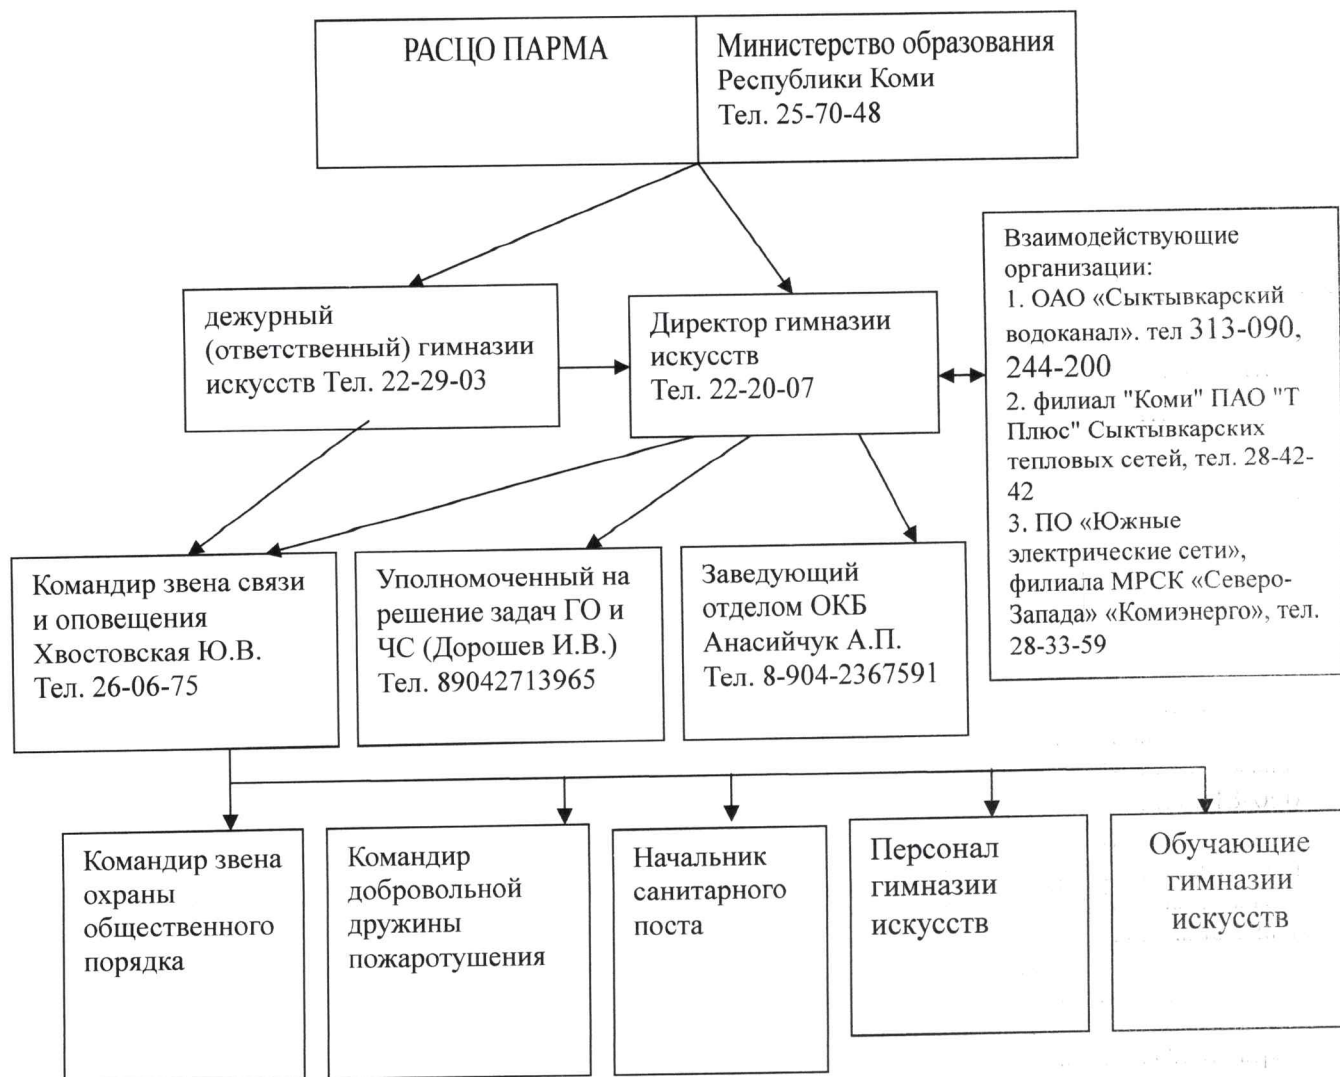 РАСЦО ПАРМА
Министерство образования
Республики Коми
Тел. 25-70-48
дежурный
(ответственный) гимназии
искусств Тел. 22-29-03
Директор гимназии
искусств
Тел. 22-20-07
Взаимодействующие
организации:
1. ОАО «Сыктывкарский
водоканал». тел 313-090,
244-200
2. филиал "Коми" ПАО "Т
Плюс" Сыктывкарских
тепловых сетей, тел. 28-42-
42
3. ПО «Южные
электрические сети»,
филиала МРСК «Северо-
Запада» «Комиэнерго», тел.
28-33-59
Командир звена связи
и оповещения
Хвостовская Ю.В.
Тел. 26-06-75
Уполномоченный на
решение задач ГО и
ЧС (Дорошев И.В.)
Тел. 89042713965
Заведующий
отделом ОКБ
Анасийчук А.П.
Тел. 8-904-2367591
Командир звена
охраны
общественного
порядка
Командир
добровольной
дружины
пожаротушения
Начальник
санитарного
поста
Персонал
гимназии
искусств
Обучающие
гимназии
искусств